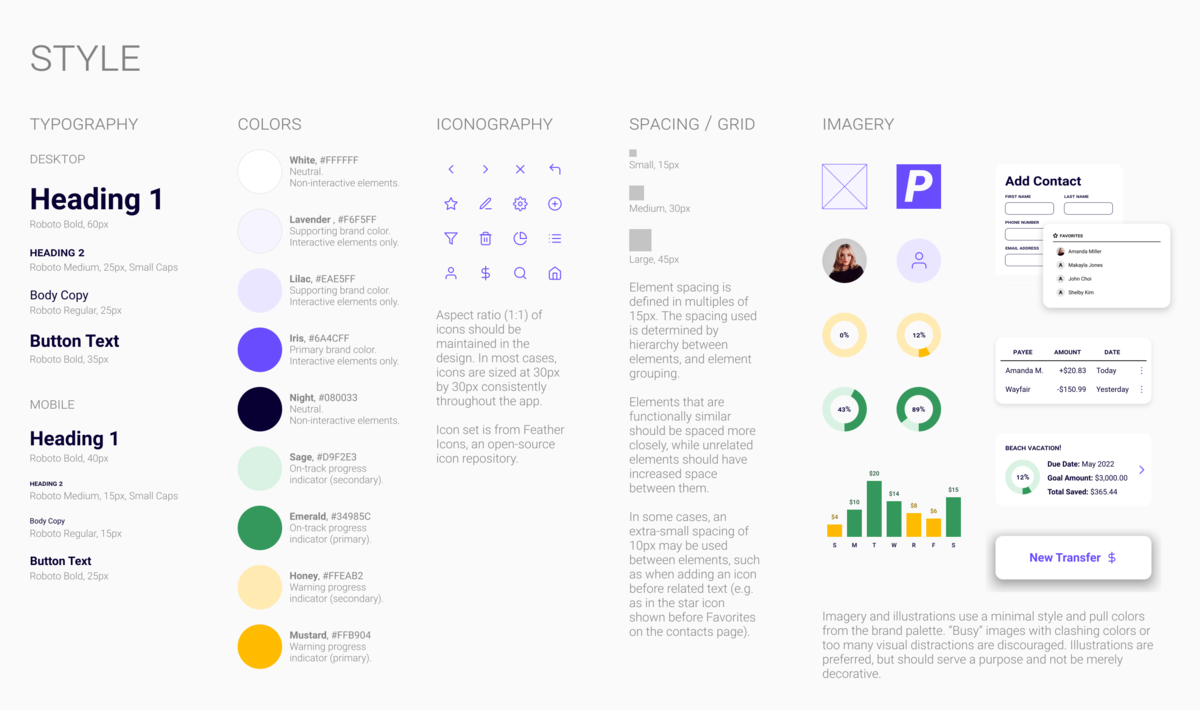 STYLE
TYPOGRAPHY
DESKTOP
Heading 1
Roboto Bold, 60px
HEADING 2
Roboto Medium, 25px, Small Caps
Body Copy
Roboto Regular, 25px
Button Text
Roboto Bold, 35px
MOBILE
Heading 1
Roboto Bold, 40px
HEADING 2
Roboto Medium, 15px, Small Caps
Body Copy
Roboto Regular, 15px
Button Text
Roboto Bold, 25px
COLORS
White, #FFFFFF
Neutral.
Non-interactive elements.
Lavender , #F6F5FF
Supporting brand color.
Interactive elements only.
Lilac, #EAE5FF
Supporting brand color.
Interactive elements only.
Iris, #6A4CFF
Primary brand color.
Interactive elements only.
Night, #080033
Neutral.
Non-interactive elements.
Sage, #D9F2E3
On-track progress
indicator (secondary).
Emerald, #34985C
On-track progress
indicator (primary).
Honey, #FFEAB2
Warning progress
indicator (secondary).
Mustard, #FFB904
Warning progress
indicator (primary).
ICONOGRAPHY
Aspect ratio (1:1) of
icons should be
maintained in the
design. In most cases,
icons are sized at 30px
by 30px consistently
throughout the app.
Icon set is from Feather
Icons, an open-source
icon repository.
SPACING / GRID
Small, 15px
Medium, 30px
Large, 45px
Element spacing is
defined in multiples of
15px. The spacing used
is determined by
hierarchy between
elements, and element
grouping.
Elements that are
functionally similar
should be spaced more
closely, while unrelated
elements should have
increased space
between them.
In some cases, an
extra-small spacing of
10px may be used
between elements, such
as when adding an icon
before related text (e.g.
as in the star icon
shown before Favorites
on the contacts page).
IMAGERY
P
0%
12%
43%
89%
$4 $10 $20 $14 $8 $6 $15
S M T W R F S
Add Contact
FIRST NAME LAST NAME
PHONE NUMBER
EMAIL ADDRESS
FAVORITES
Amanda Miller
A Makayla Jones
A John Choi
A Shelby Kim
PAYEE AMOUNT DATE
Amanda M. +$20.83 Today
Wayfair -$150.99 Yesterday
BEACH VACATION!
12%
Due Date: May 2022
Goal Amount: $3,000.00
Total Saved: $365.44
New Transfer $
Imagery and illustrations use a minimal style and pull colors
from the brand palette. "Busy" images with clashing colors or
too many visual distractions are discouraged. Illustrations are
preferred, but should serve a purpose and not be merely
decorative.